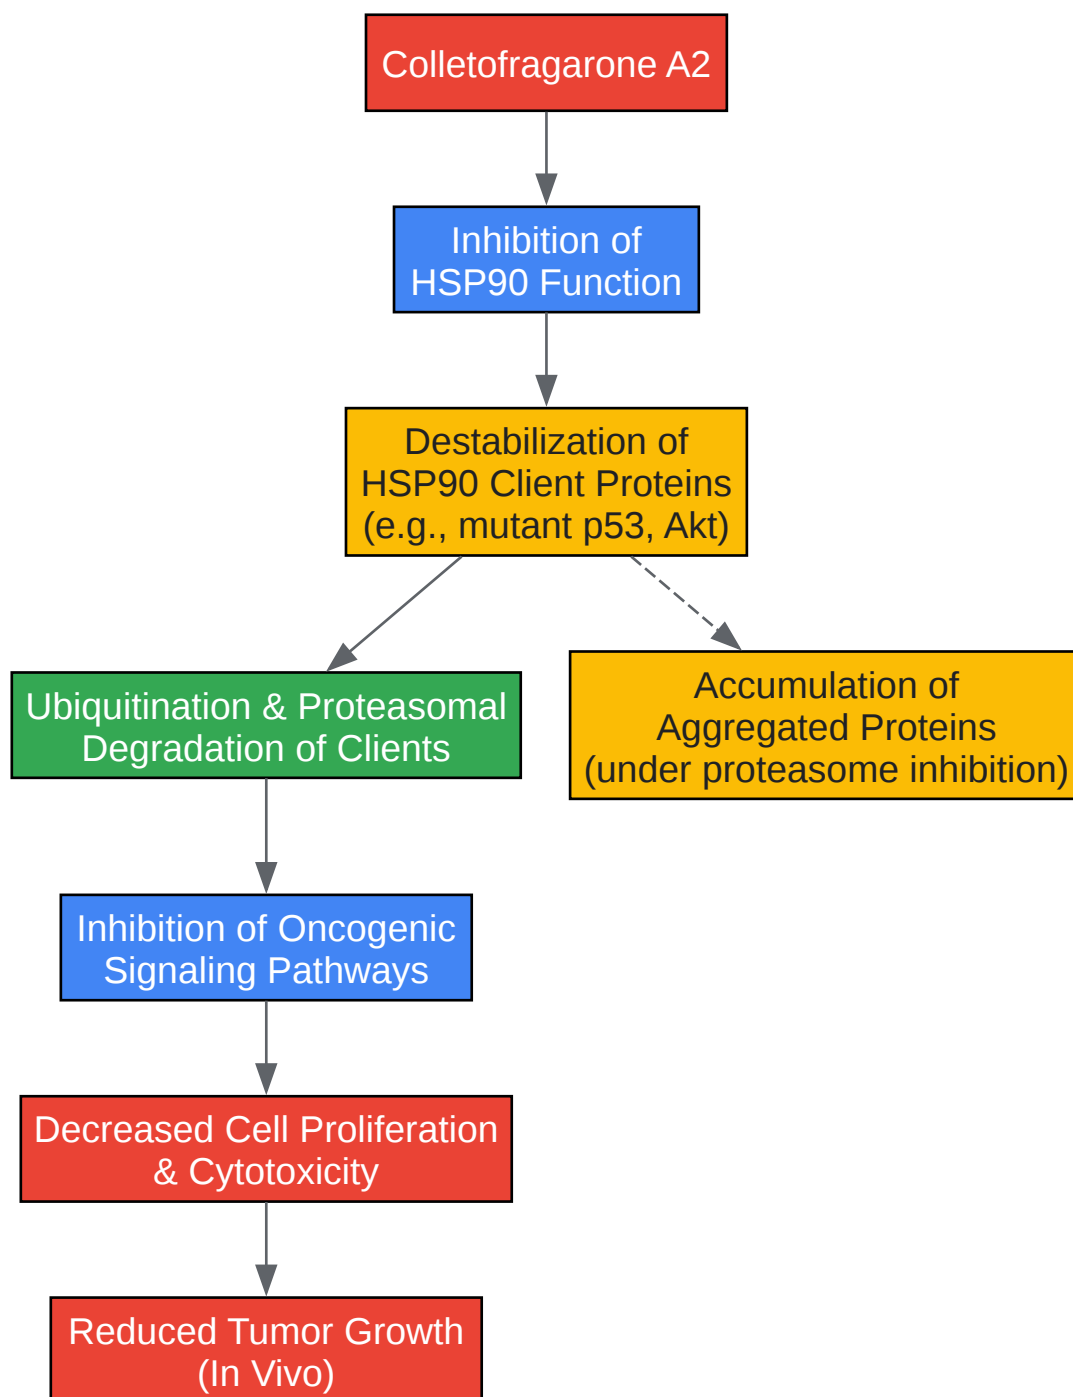 Colletofragarone A2
Inhibition of
HSP90 Function
Destabilization of
HSP90 Client Proteins
(e.g., mutant p53, Akt)
Ubiquitination & Proteasomal
Degradation of Clients
Accumulation of
Aggregated Proteins
(under proteasome inhibition)
Inhibition of Oncogenic
Signaling Pathways
Decreased Cell Proliferation
& Cytotoxicity
Reduced Tumor Growth
(In Vivo)